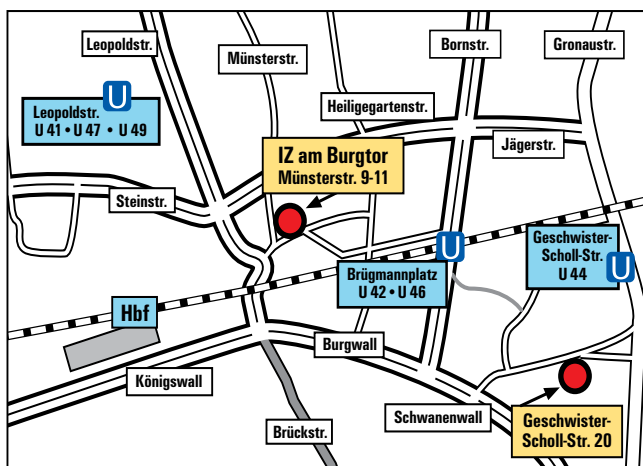 Leopoldstr.
Münsterstr.
Bornstr.
Gronaustr.
U
U
Leopoldstr.
U 41 • U 47 • U 49
Heiligegartenstr.
IZ am Burgtor
Münsterstr. 9-11
Jägerstr.
Steinstr.
U
Geschwister-
Scholl-Str.
U 44
U
Brügmannplatz
U 42 • U 46
Hbf
Burgwall
Königswall
Schwanenwall
Brückstr.
Geschwister-
Scholl-Str. 20